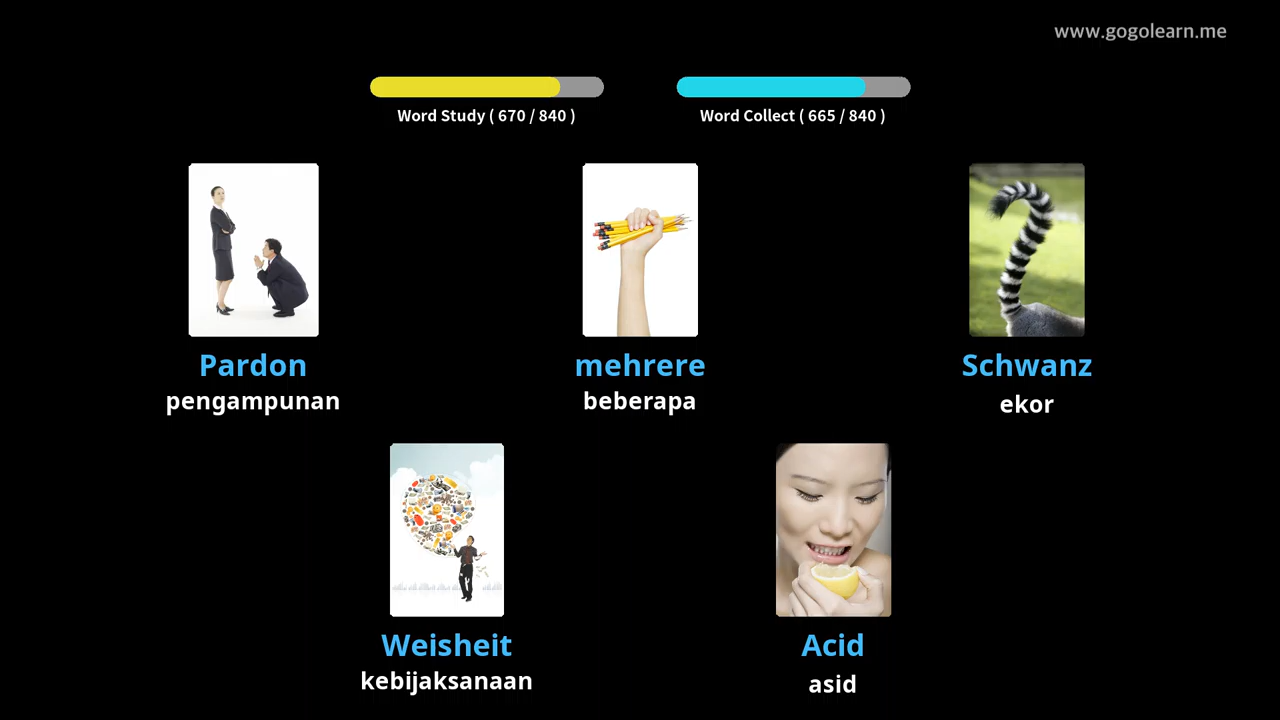 www.gogolearn.me
Word Study ( 670 / 840 )
Word Collect ( 665 / 840 )
Pardon
pengampunan
mehrere
beberapa
Schwanz
ekor
Weisheit
kebijaksanaan
Acid
asid